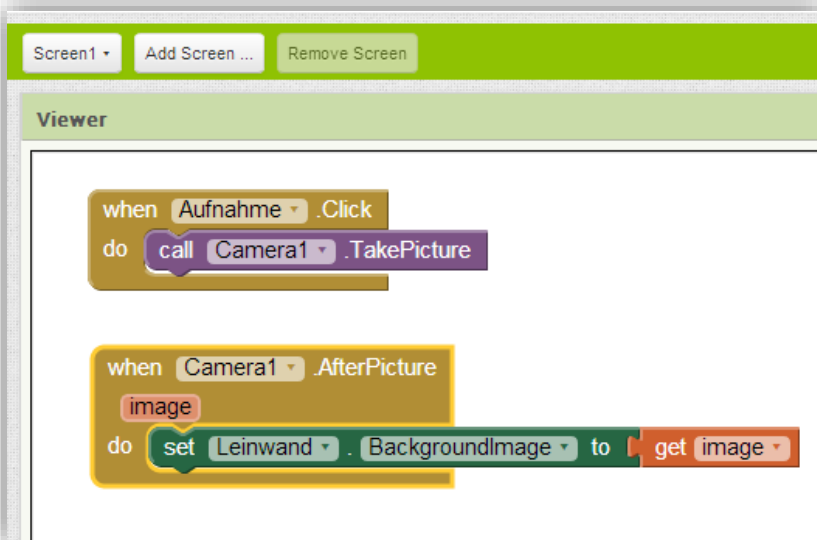 Screen1 Add Screen ... Remove Screen
Viewer
when Aufnahme .Click
do call Camera1 .TakePicture
when Camera1 .AfterPicture
image
do set Leinwand . BackgroundImage to get image